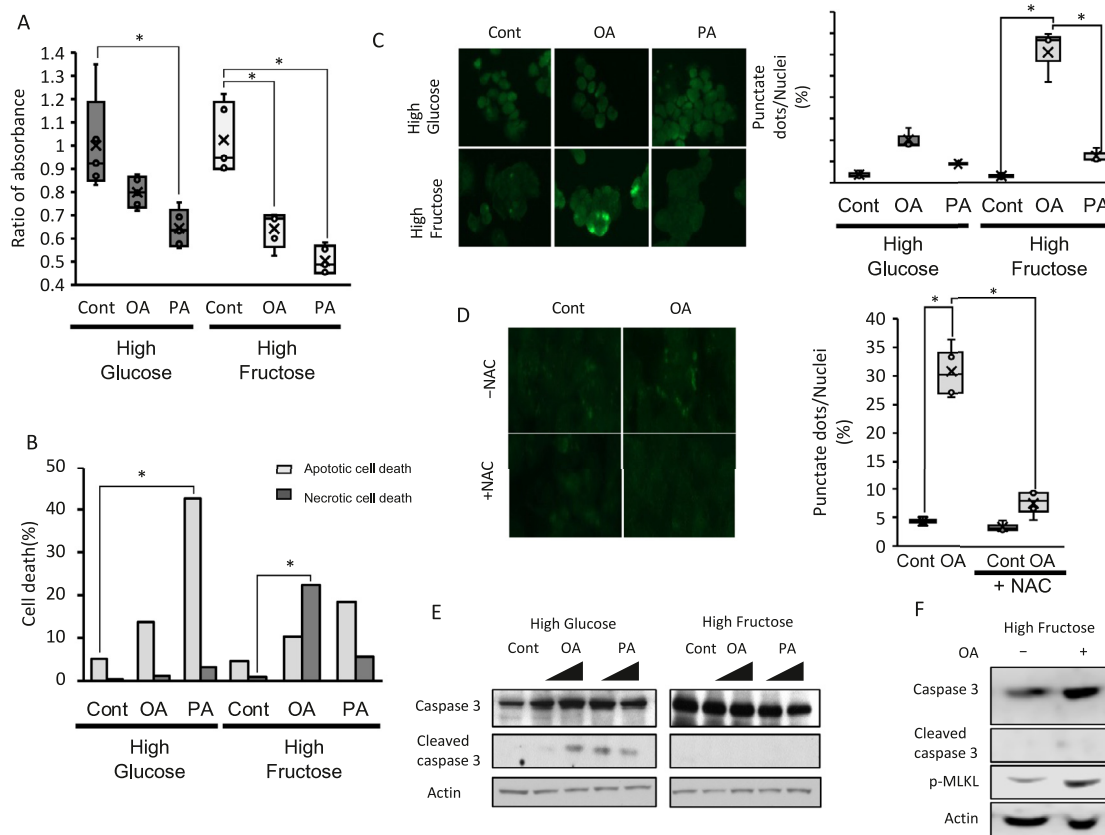 A
Ratio of absorbance
1.4
1.3
1.2
1.1
1
0.9
0.8
0.7
0.6
0.5
0.4
*
*
*
Cont OA PA Cont OA PA
High Glucose
High Fructose
B
Cell death(%)
50
40
30
20
10
0
*
*
Apototic cell death
Necrotic cell death
Cont OA PA Cont OA PA
High Glucose
High Fructose
C
Cont OA PA
High Glucose
High Fructose
Punctate dots/Nuclei (%)
*
*
Cont OA PA Cont OA PA
High Glucose
High Fructose
D
Cont OA
–NAC
+NAC
Punctate dots/Nuclei (%)
40
35
30
25
20
15
10
5
0
*
*
Cont OA Cont OA
+ NAC
E
High Glucose High Fructose
Cont OA PA Cont OA PA
Caspase 3
Cleaved caspase 3
Actin
F
High Fructose
OA – +
Caspase 3
Cleaved caspase 3
p-MLKL
Actin